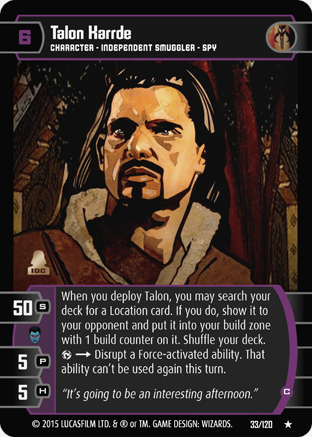 6
Talon Karrde
CHARACTER • INDEPENDENT SMUGGLER • SPY
IDC
50 S
5 P
5 H
When you deploy Talon, you may search your
deck for a Location card. If you do, show it to
your opponent and put it into your build zone
with 1 build counter on it. Shuffle your deck.
→ Disrupt a Force-activated ability. That
ability can't be used again this turn.
"It's going to be an interesting afternoon."
C
© 2015 LUCASFILM LTD. & ® or TM. GAME DESIGN: WIZARDS.
33/120 ★